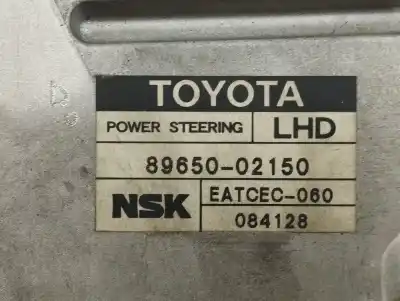 TOYOTA
POWER STEERING LHD
89650-02150
NSK EATCEC-060
084128